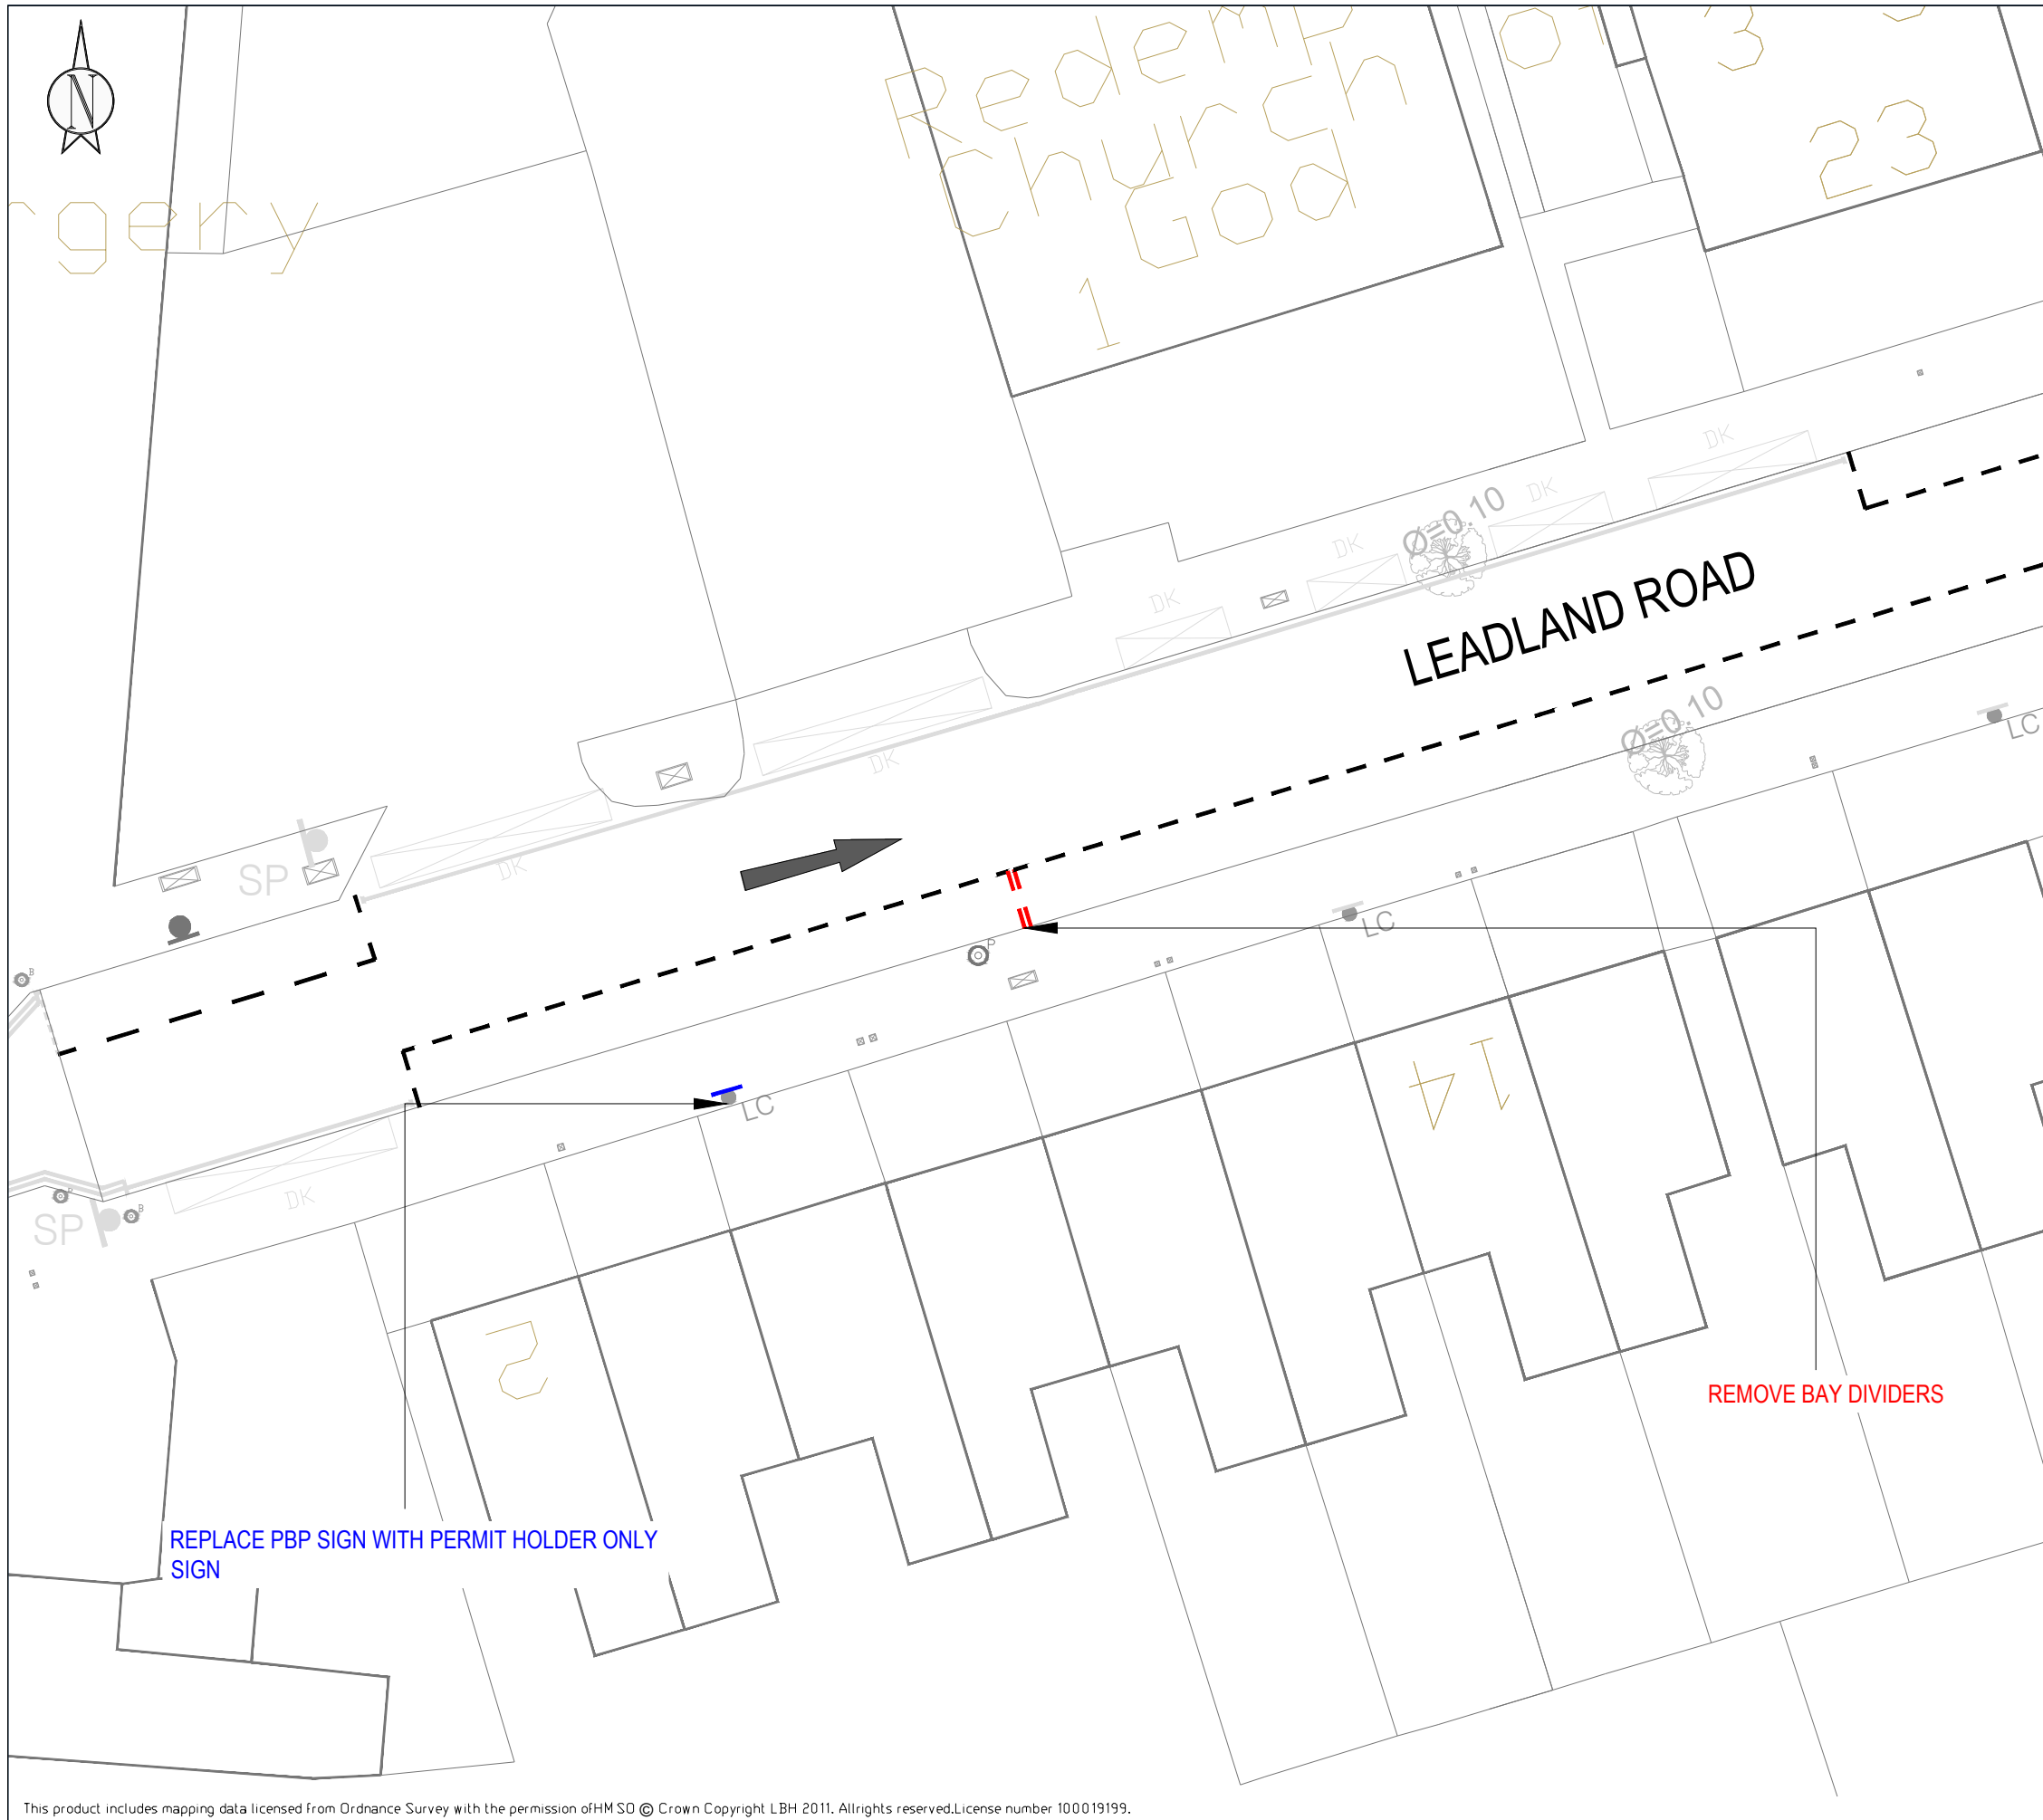 N
Redemp
Church
God
1
3
23
rgery
DK
DK
DK
Ø=0.10
DK
LEADLAND ROAD
DK
Ø=0.10
LC
DK
SP
LC
P
B
LC
14
DK
SP
B
2
REMOVE BAY DIVIDERS
REPLACE PBP SIGN WITH PERMIT HOLDER ONLY
SIGN
This product includes mapping data licensed from Ordnance Survey with the permission of HMSO © Crown Copyright LBH 2011. All rights reserved. License number 100019199.